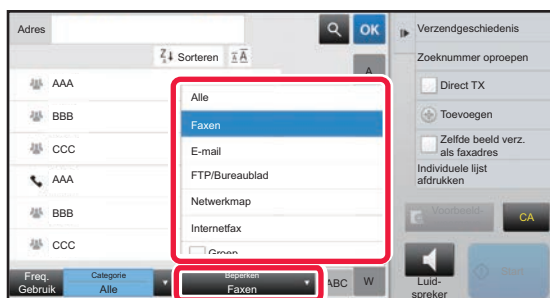 Adres
OK
Sorteren
A
AAA
BBB
CCC
AAA
BBB
CCC
Alle
Faxen
E-mail
FTP/Bureaublad
Netwerkmap
Internetfax
Groep
Freq.
Gebruik
Categorie
Alle
Beperken
Faxen
ABC
W
Verzendgeschiedenis
Zoeknummer oproepen
Direct TX
Toevoegen
Zelfde beeld verz.
als faxadres
Individuele lijst
afdrukken
Voorbeeld-
CA
Luid-
spreker
Start